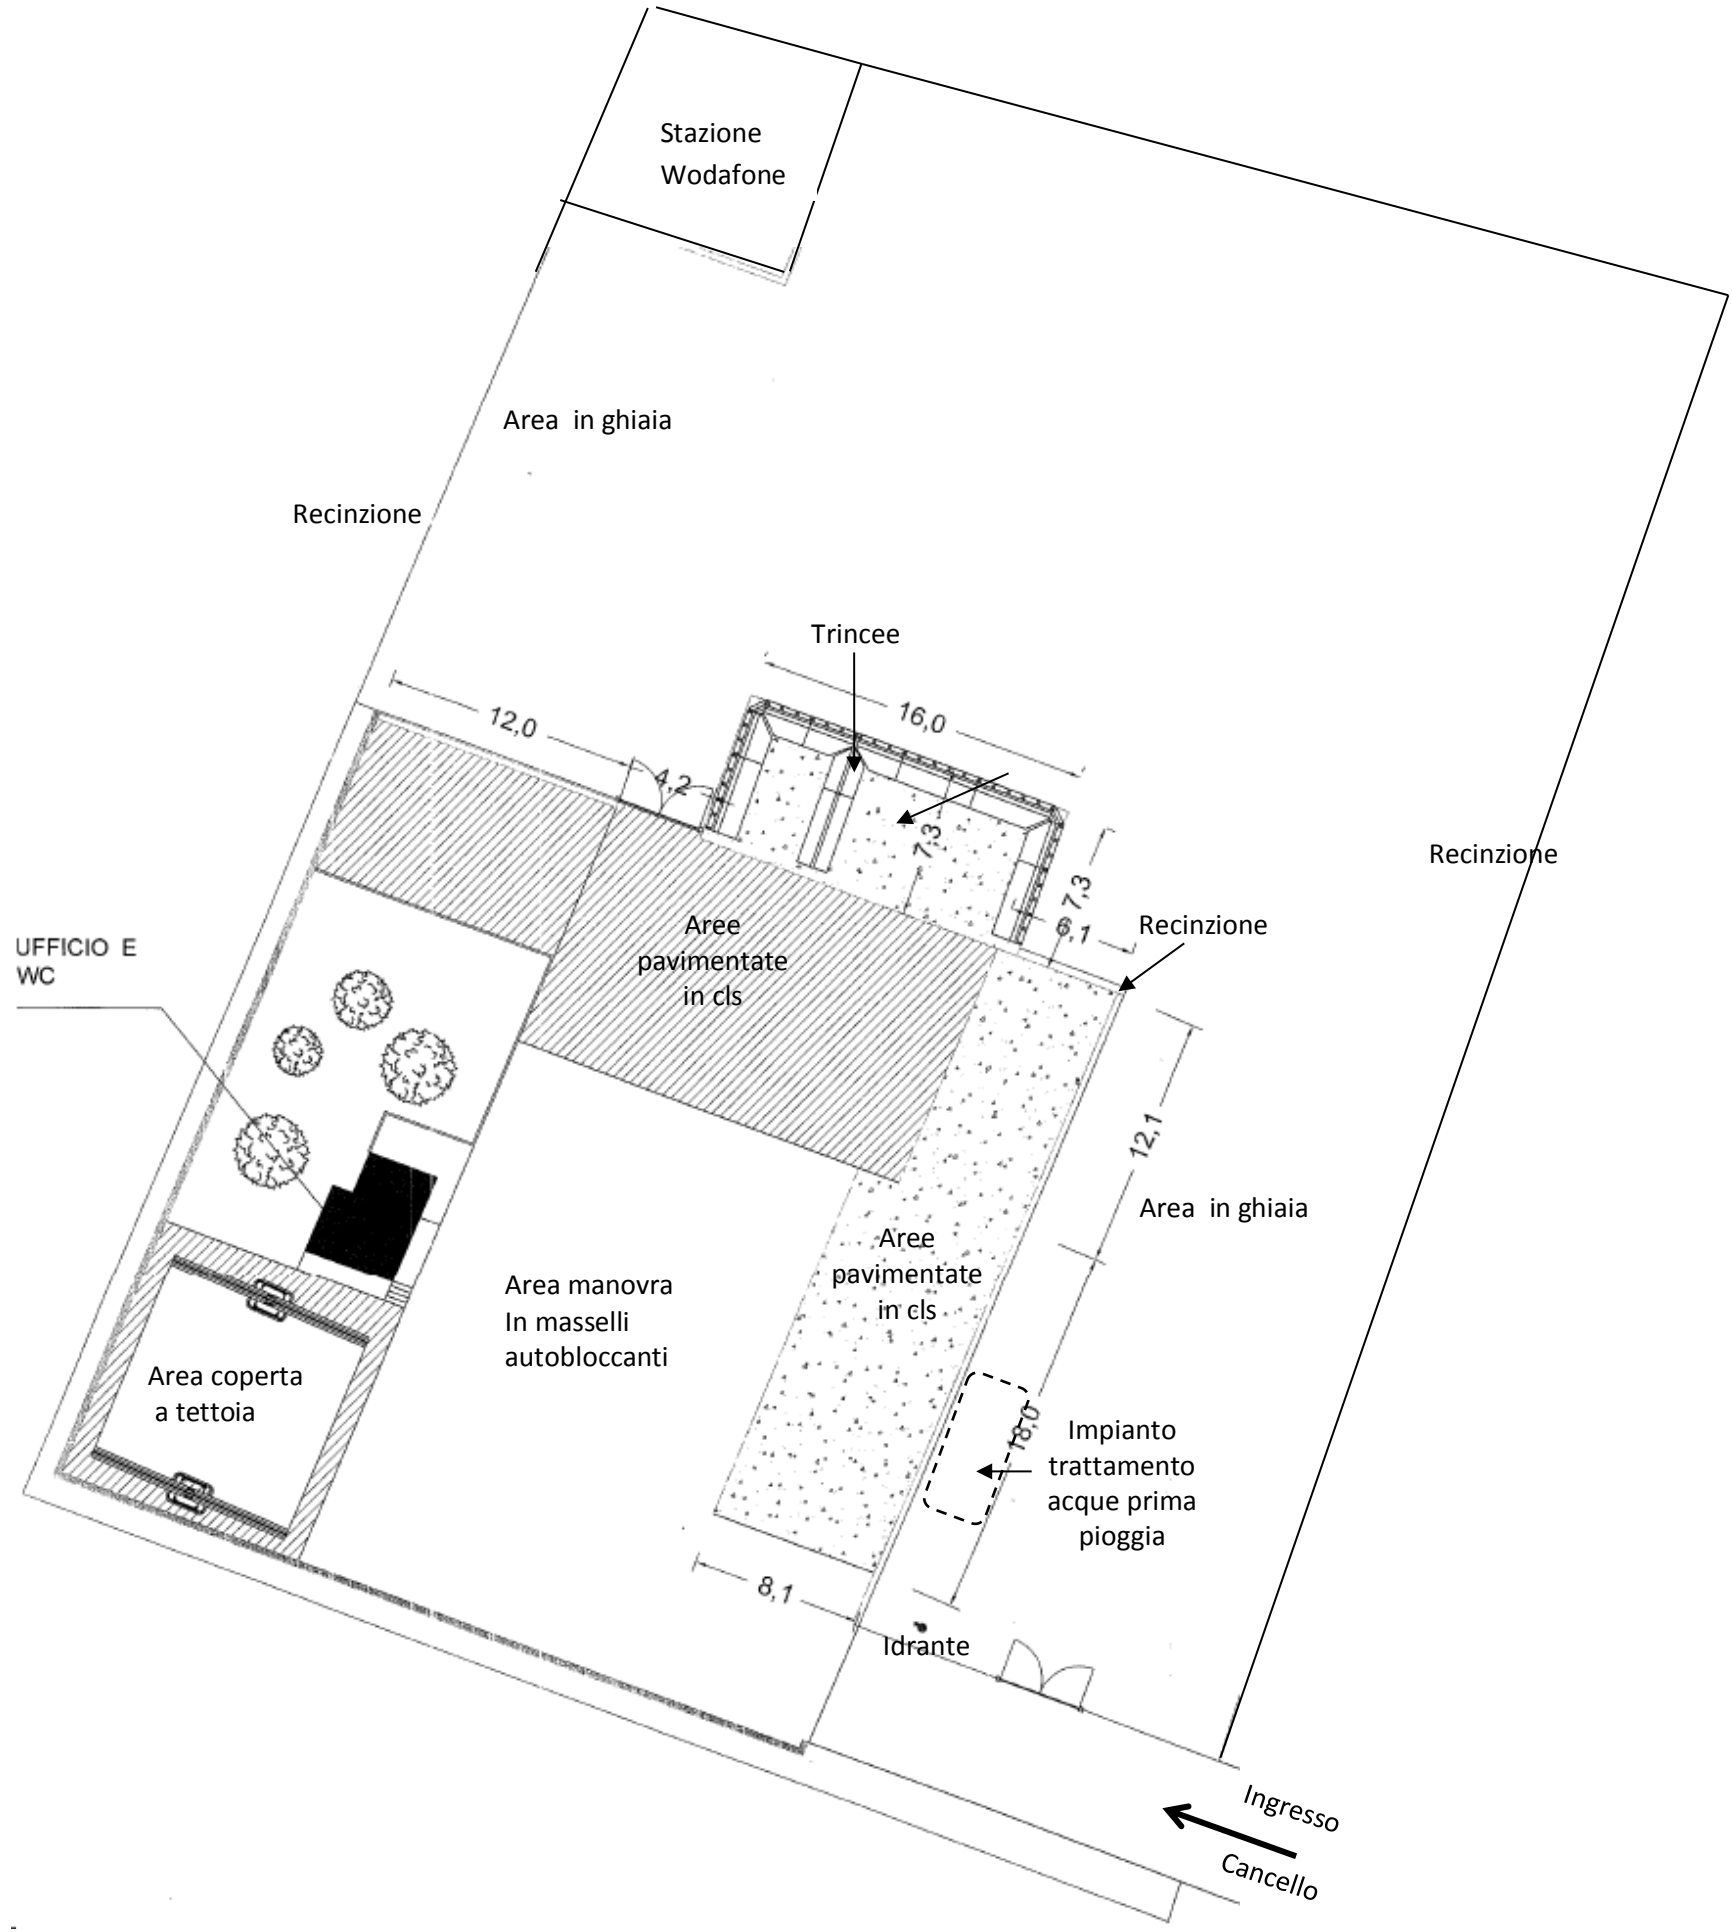 Stazione
Wodafone
Area in ghiaia
Recinzione
Trincee
16,0
12,0
4,2
7,3
7,3
6,1
Recinzione
Recinzione
Aree
pavimentate
in cls
UFFICIO E
WC
12,1
Area in ghiaia
Aree
pavimentate
in cls
Area manovra
In masselli
autobloccanti
Area coperta
a tettoia
18,0
Impianto
trattamento
acque prima
pioggia
8,1
Idrante
Ingresso
Cancello